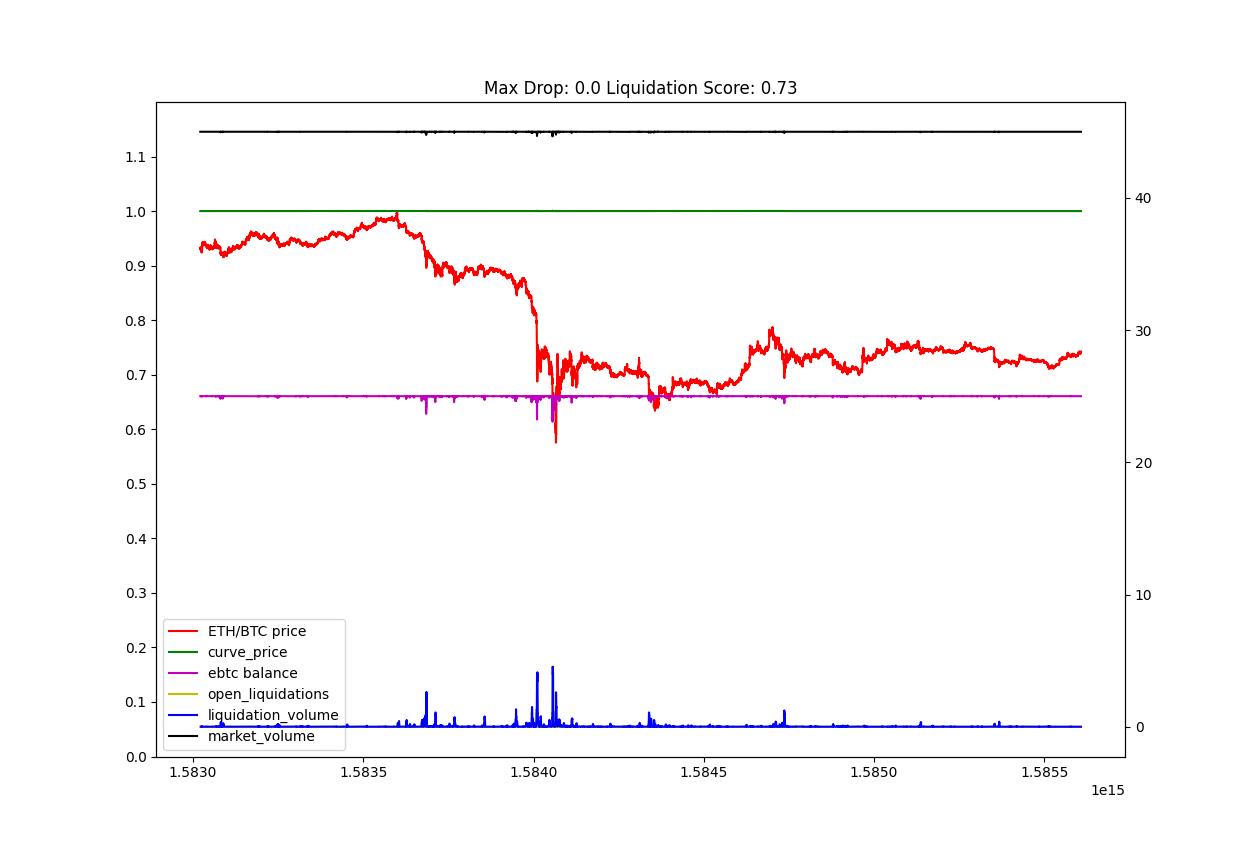 Max Drop: 0.0 Liquidation Score: 0.73
1.1
1.0
0.9
0.8
0.7
0.6
0.5
0.4
0.3
0.2
0.1
0.0
40
30
20
10
0
ETH/BTC price
curve_price
ebtc balance
open_liquidations
liquidation_volume
market_volume
1.5830 1.5835 1.5840 1.5845 1.5850 1.5855
1e15